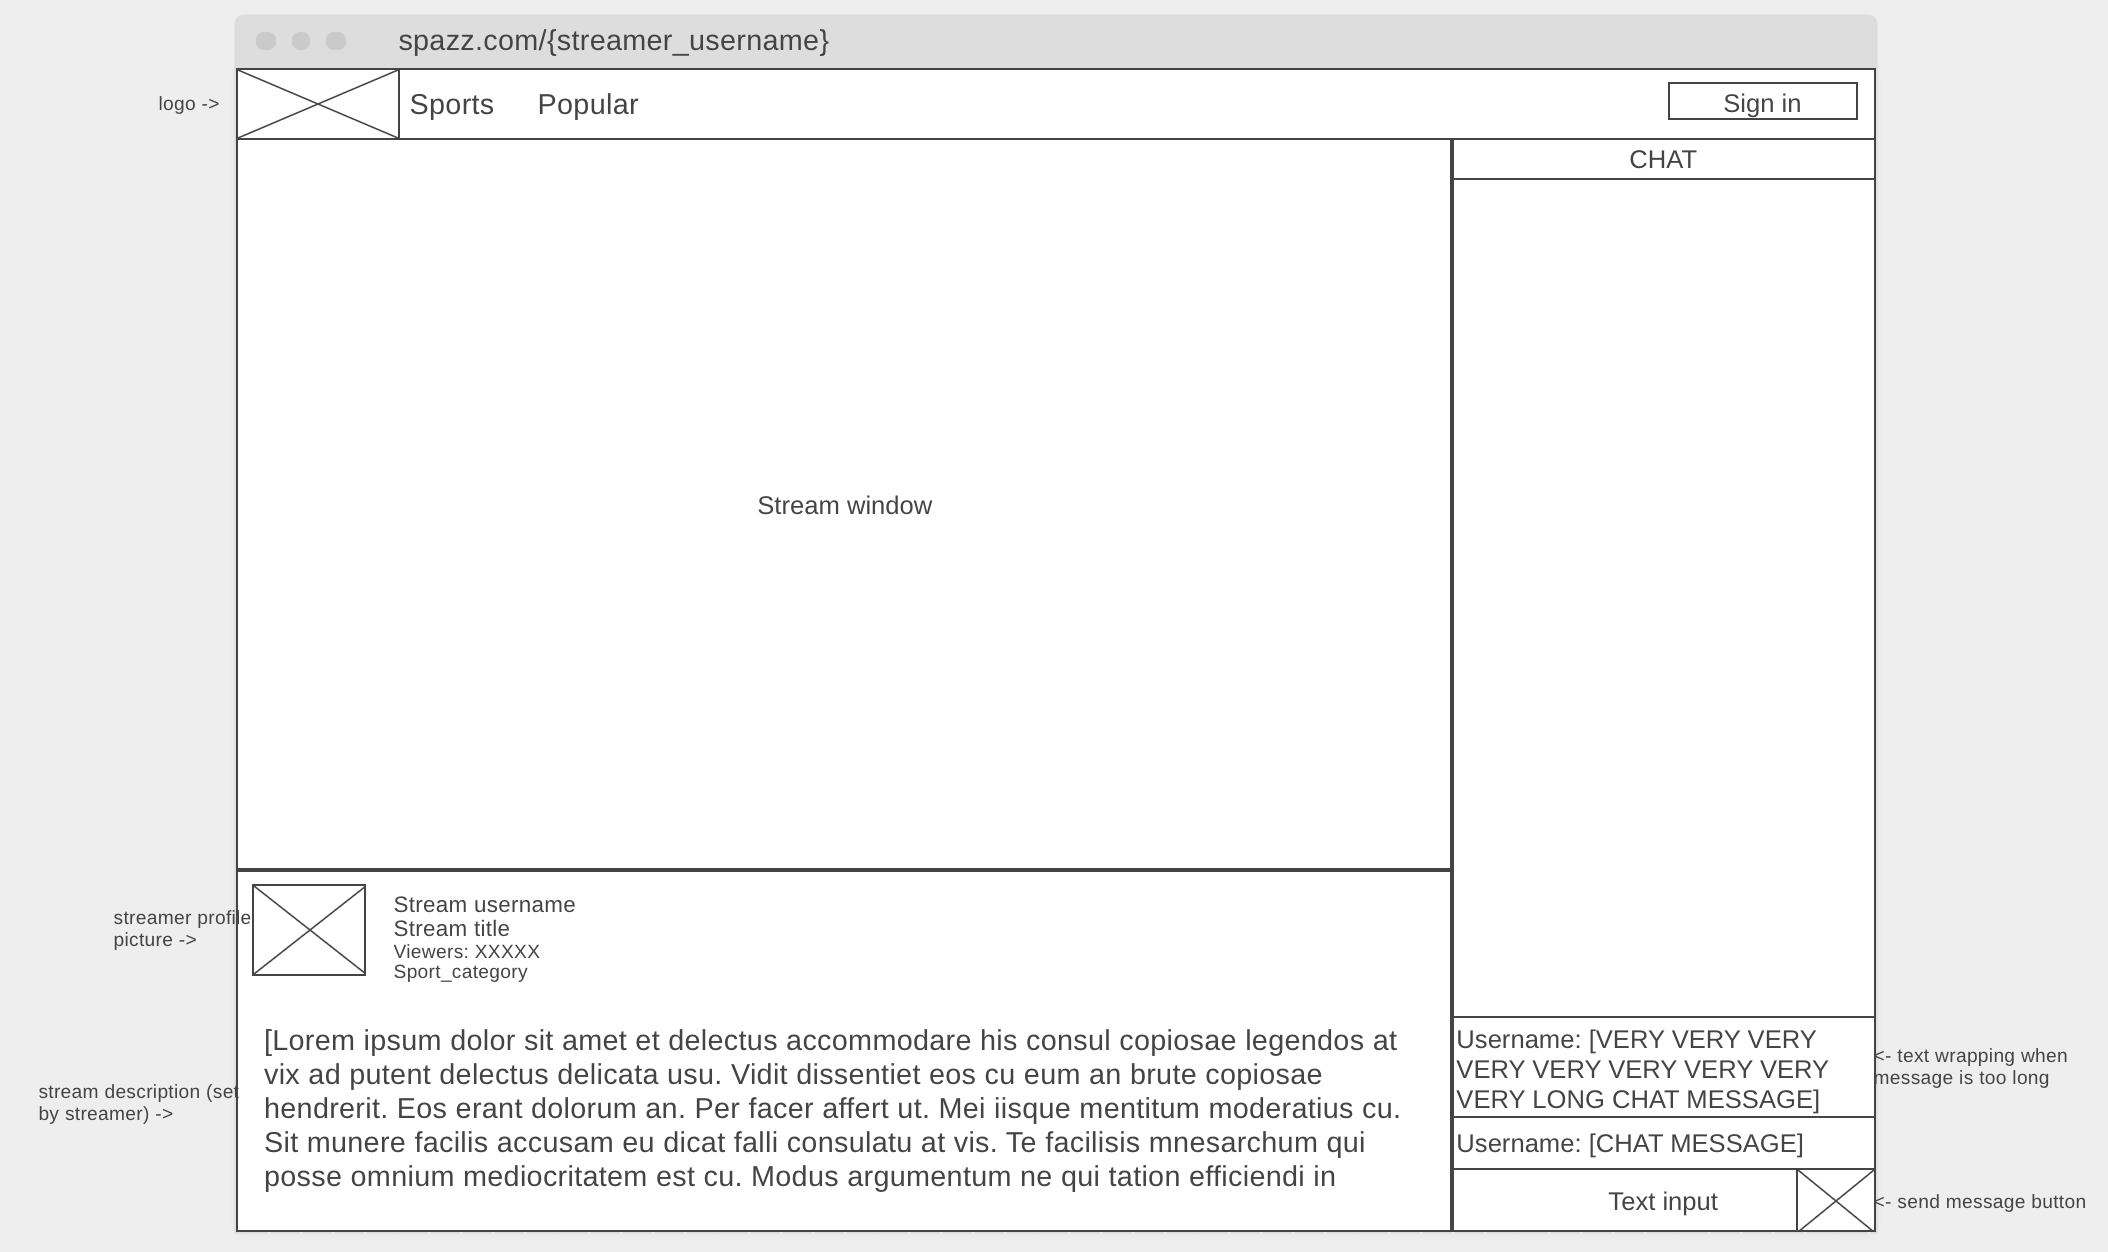 spazz.com/{streamer_username}
logo ->
Sports
Popular
Sign in
CHAT
Stream window
streamer profile
picture ->
Stream username
Stream title
Viewers: XXXXX
Sport_category
stream description (set
by streamer) ->
[Lorem ipsum dolor sit amet et delectus accommodare his consul copiosae legendos at
vix ad putent delectus delicata usu. Vidit dissentiet eos cu eum an brute copiosae
hendrerit. Eos erant dolorum an. Per facer affert ut. Mei iisque mentitum moderatius cu.
Sit munere facilis accusam eu dicat falli consulatu at vis. Te facilisis mnesarchum qui
posse omnium mediocritatem est cu. Modus argumentum ne qui tation efficiendi in
Username: [VERY VERY VERY
VERY VERY VERY VERY VERY
VERY LONG CHAT MESSAGE]
<- text wrapping when
message is too long
Username: [CHAT MESSAGE]
Text input
<- send message button